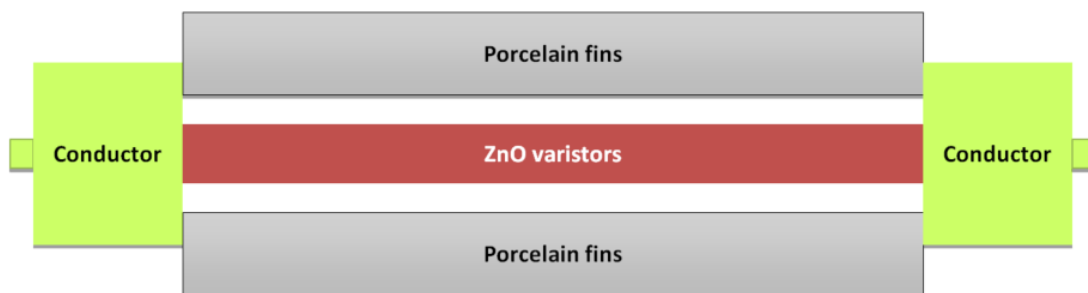 Porcelain fins
Conductor
ZnO varistors
Conductor
Porcelain fins